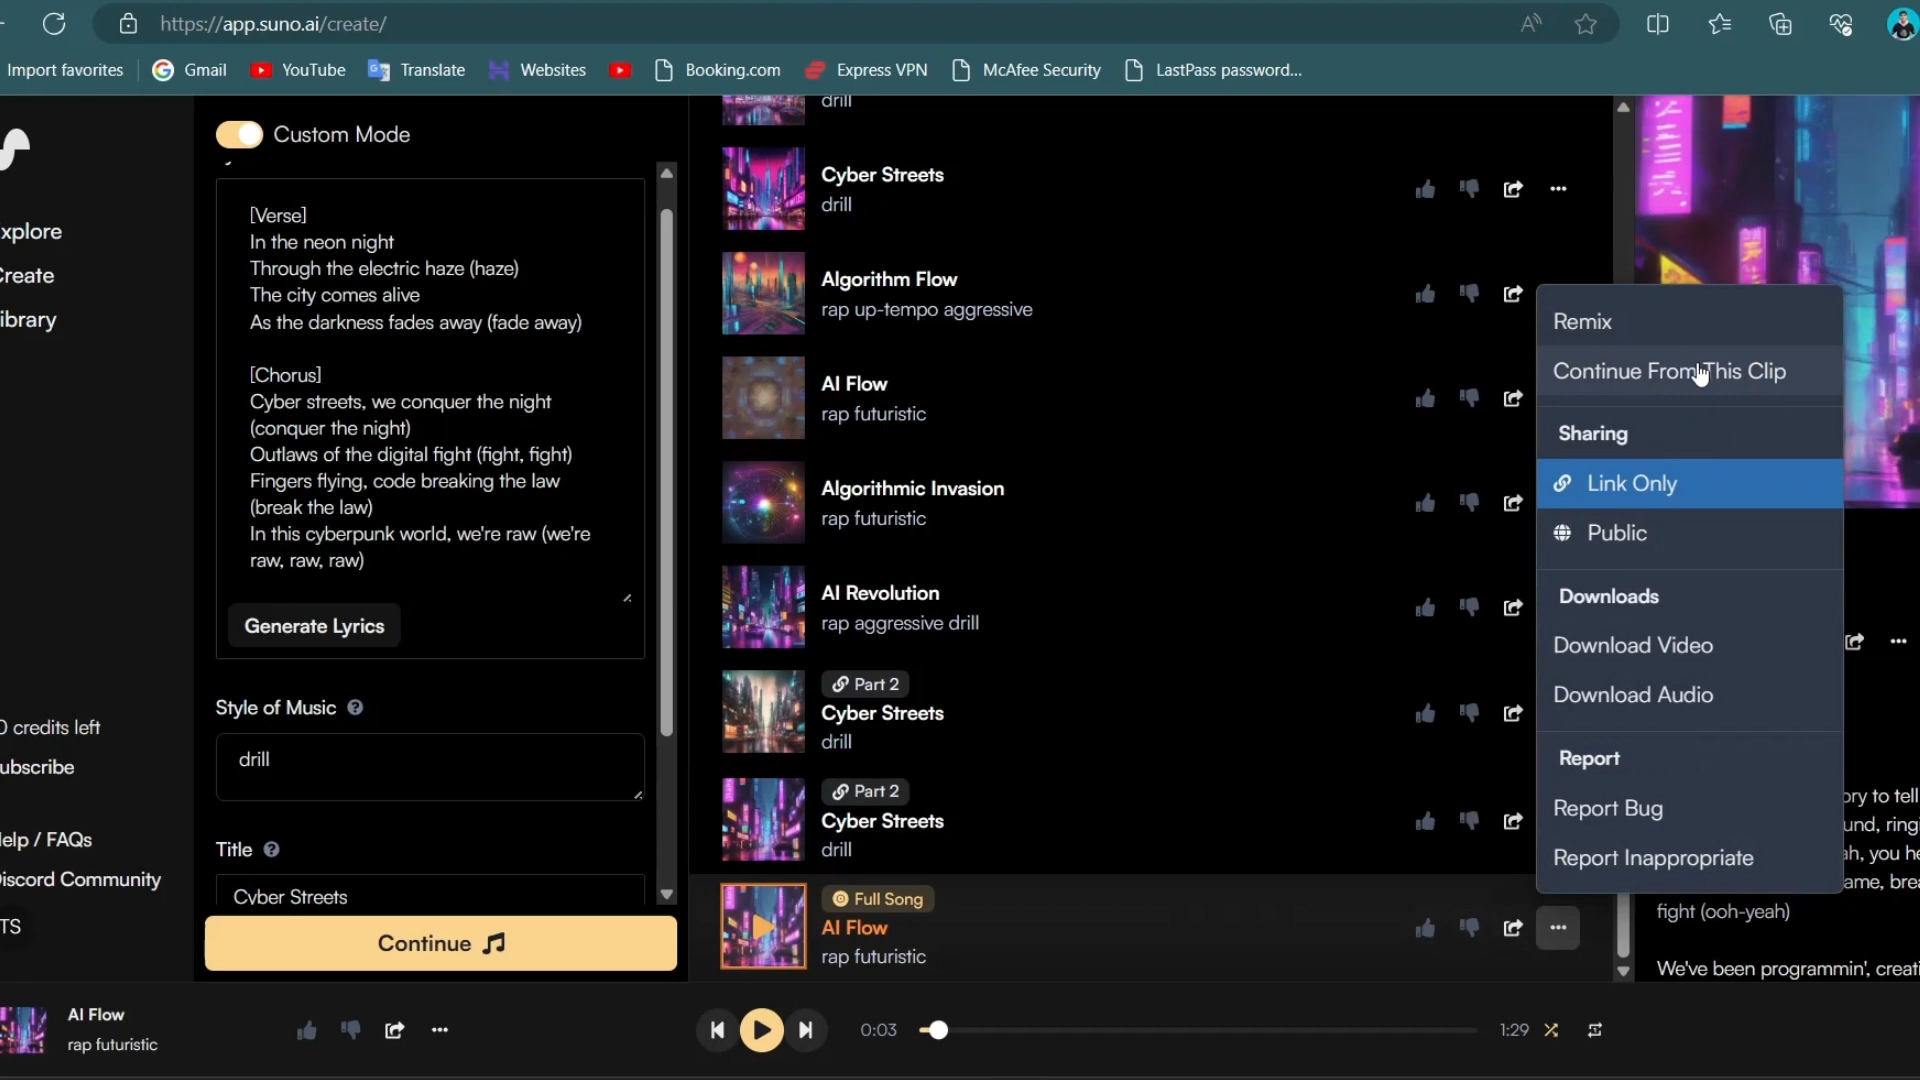 https://app.suno.ai/create/
Import favorites
Gmail
YouTube
Translate
Websites
Booking.com
Express VPN
McAfee Security
LastPass password...
xplore
Create
ibrary
credits left
ubscribe
elp / FAQs
iscord Community
TS
Custom Mode
[Verse]
In the neon night
Through the electric haze (haze)
The city comes alive
As the darkness fades away (fade away)
[Chorus]
Cyber streets, we conquer the night
(conquer the night)
Outlaws of the digital fight (fight, fight)
Fingers flying, code breaking the law
(break the law)
In this cyberpunk world, we're raw (we're
raw, raw, raw)
Generate Lyrics
Style of Music
drill
Title
Cyber Streets
Continue
drill
Cyber Streets
drill
Algorithm Flow
rap up-tempo aggressive
AI Flow
rap futuristic
Algorithmic Invasion
rap futuristic
AI Revolution
rap aggressive drill
Part 2
Cyber Streets
drill
Part 2
Cyber Streets
drill
Full Song
AI Flow
rap futuristic
Remix
Continue From This Clip
Sharing
Link Only
Public
Downloads
Download Video
Download Audio
Report
Report Bug
Report Inappropriate
ory to tell
und, ringi
ah, you he
ame, brea
fight (ooh-yeah)
We've been programmin', creati
AI Flow
rap futuristic
0:03
1:29